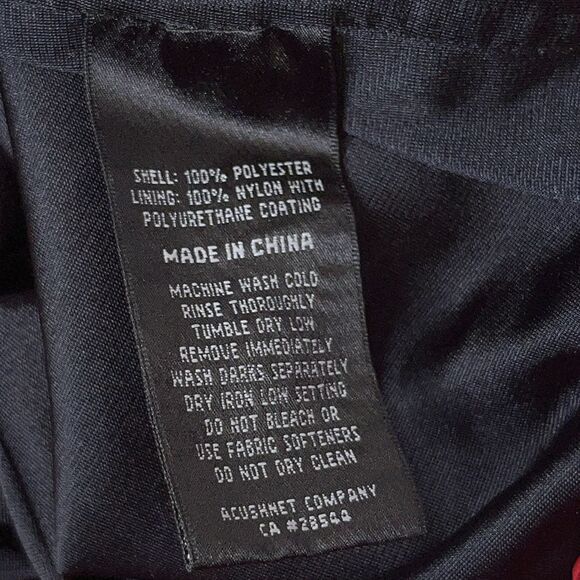 SHELL: 100% POLYESTER
LINING: 100% NYLON WITH
POLYURETHANE COATING
MADE IN CHINA
MACHINE WASH COLD
RINSE THOROUGHLY
TUMBLE DRY LOW
REMOVE IMMEDIATELY
WASH DARKS SEPARATELY
DRY IRON LOW SETTING
DO NOT BLEACH OR
USE FABRIC SOFTENERS
DO NOT DRY CLEAN
ACUSHNET COMPANY
CA #28544